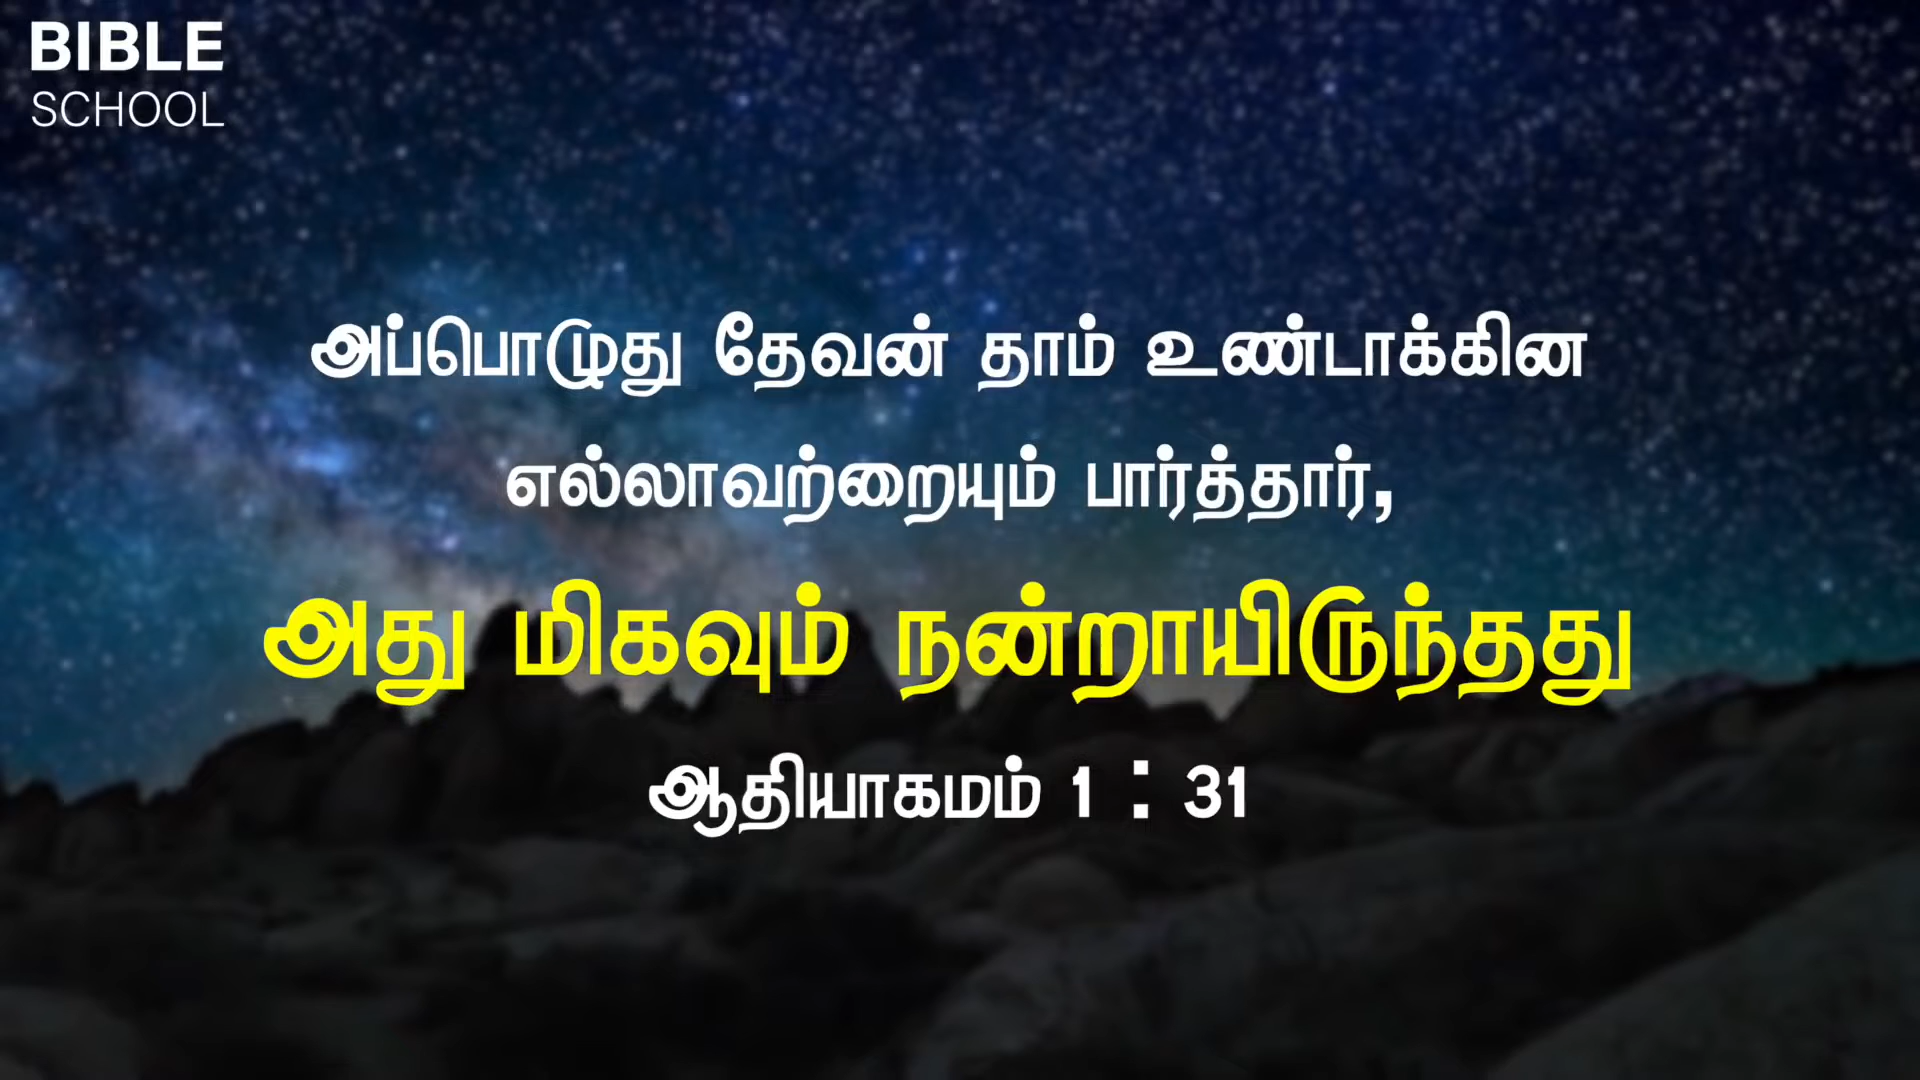 BIBLE
SCHOOL
அப்பொழுது தேவன் தாம் உண்டாக்கின
எல்லாவற்றையும் பார்த்தார்,
அது மிகவும் நன்றாயிருந்தது
ஆதியாகமம் 1 : 31